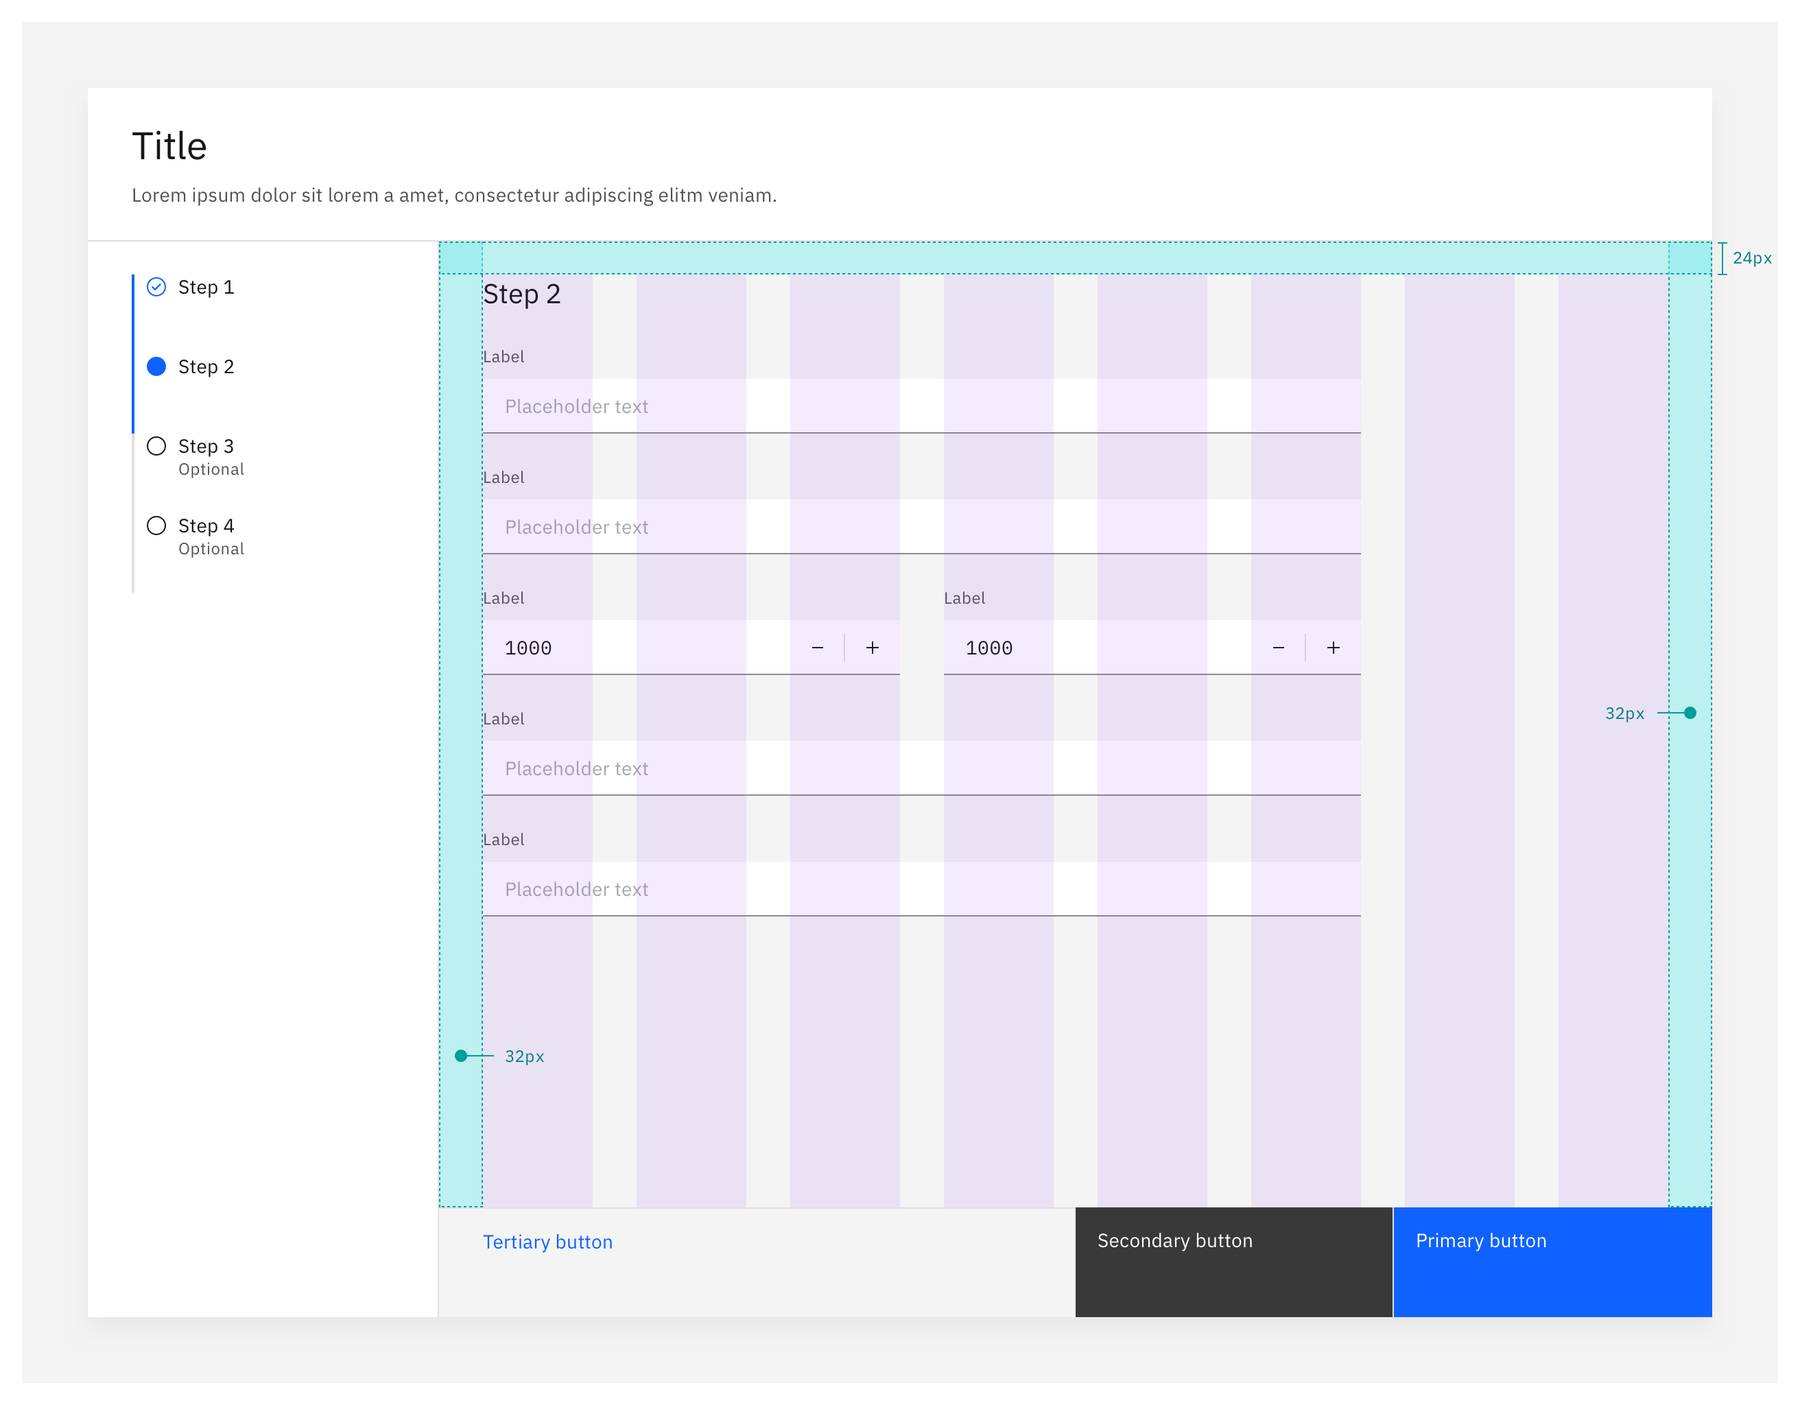 Title
Lorem ipsum dolor sit lorem a amet, consectetur adipiscing elitm veniam.
24px
Step 1
Step 2
Step 3
Optional
Step 4
Optional
Step 2
Label
Placeholder text
Label
Placeholder text
Label Label
1000 − + 1000 − +
32px
Label
Placeholder text
Label
Placeholder text
32px
Tertiary button Secondary button Primary button